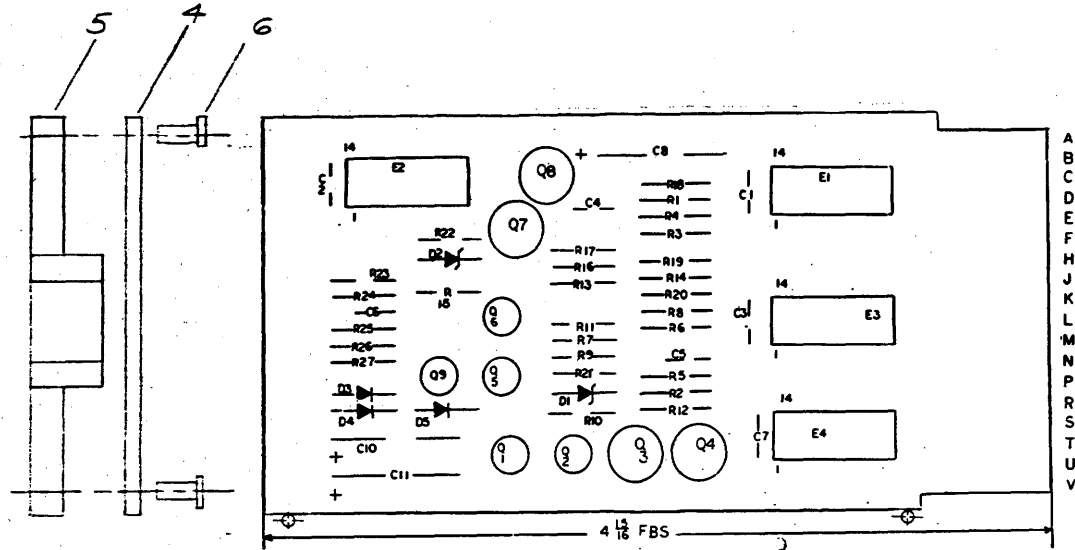 5 4 6
A
B
C
D
E
F
H
J
K
L
M
N
P
R
S
T
U
V
14
E2
C2
1
Q8
Q7
+ C8
C4
R18
R1
R4
R3
14
E1
C1
1
R22
D2
R17
R16
R13
R19
R14
R20
R8
R6
R23
R24
C6
R25
R26
R27
R15
Q6
R11
R7
R9
R21
D1
R10
C5
R5
R2
R12
14
E3
C3
1
Q9
Q5
D3
D4
D5
C10
+
C11
+
Q1
Q2
Q3
Q4
14
E4
C7
1
4 15/16 FBS